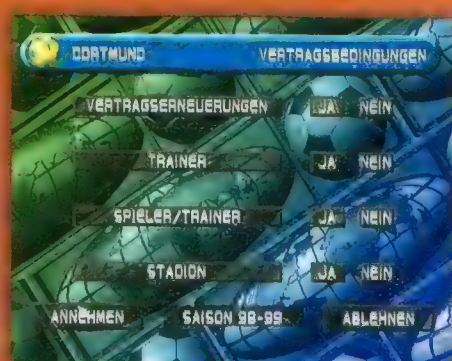 DORTMUND VERTRAGSBEDINGUNGEN
VERTRAGSERNEUERUNGEN JA NEIN
TRAINER JA NEIN
SPIELER/TRAINER JA NEIN
STADION JA NEIN
ANNEHMEN SAISON 98-99 ABLEHNEN